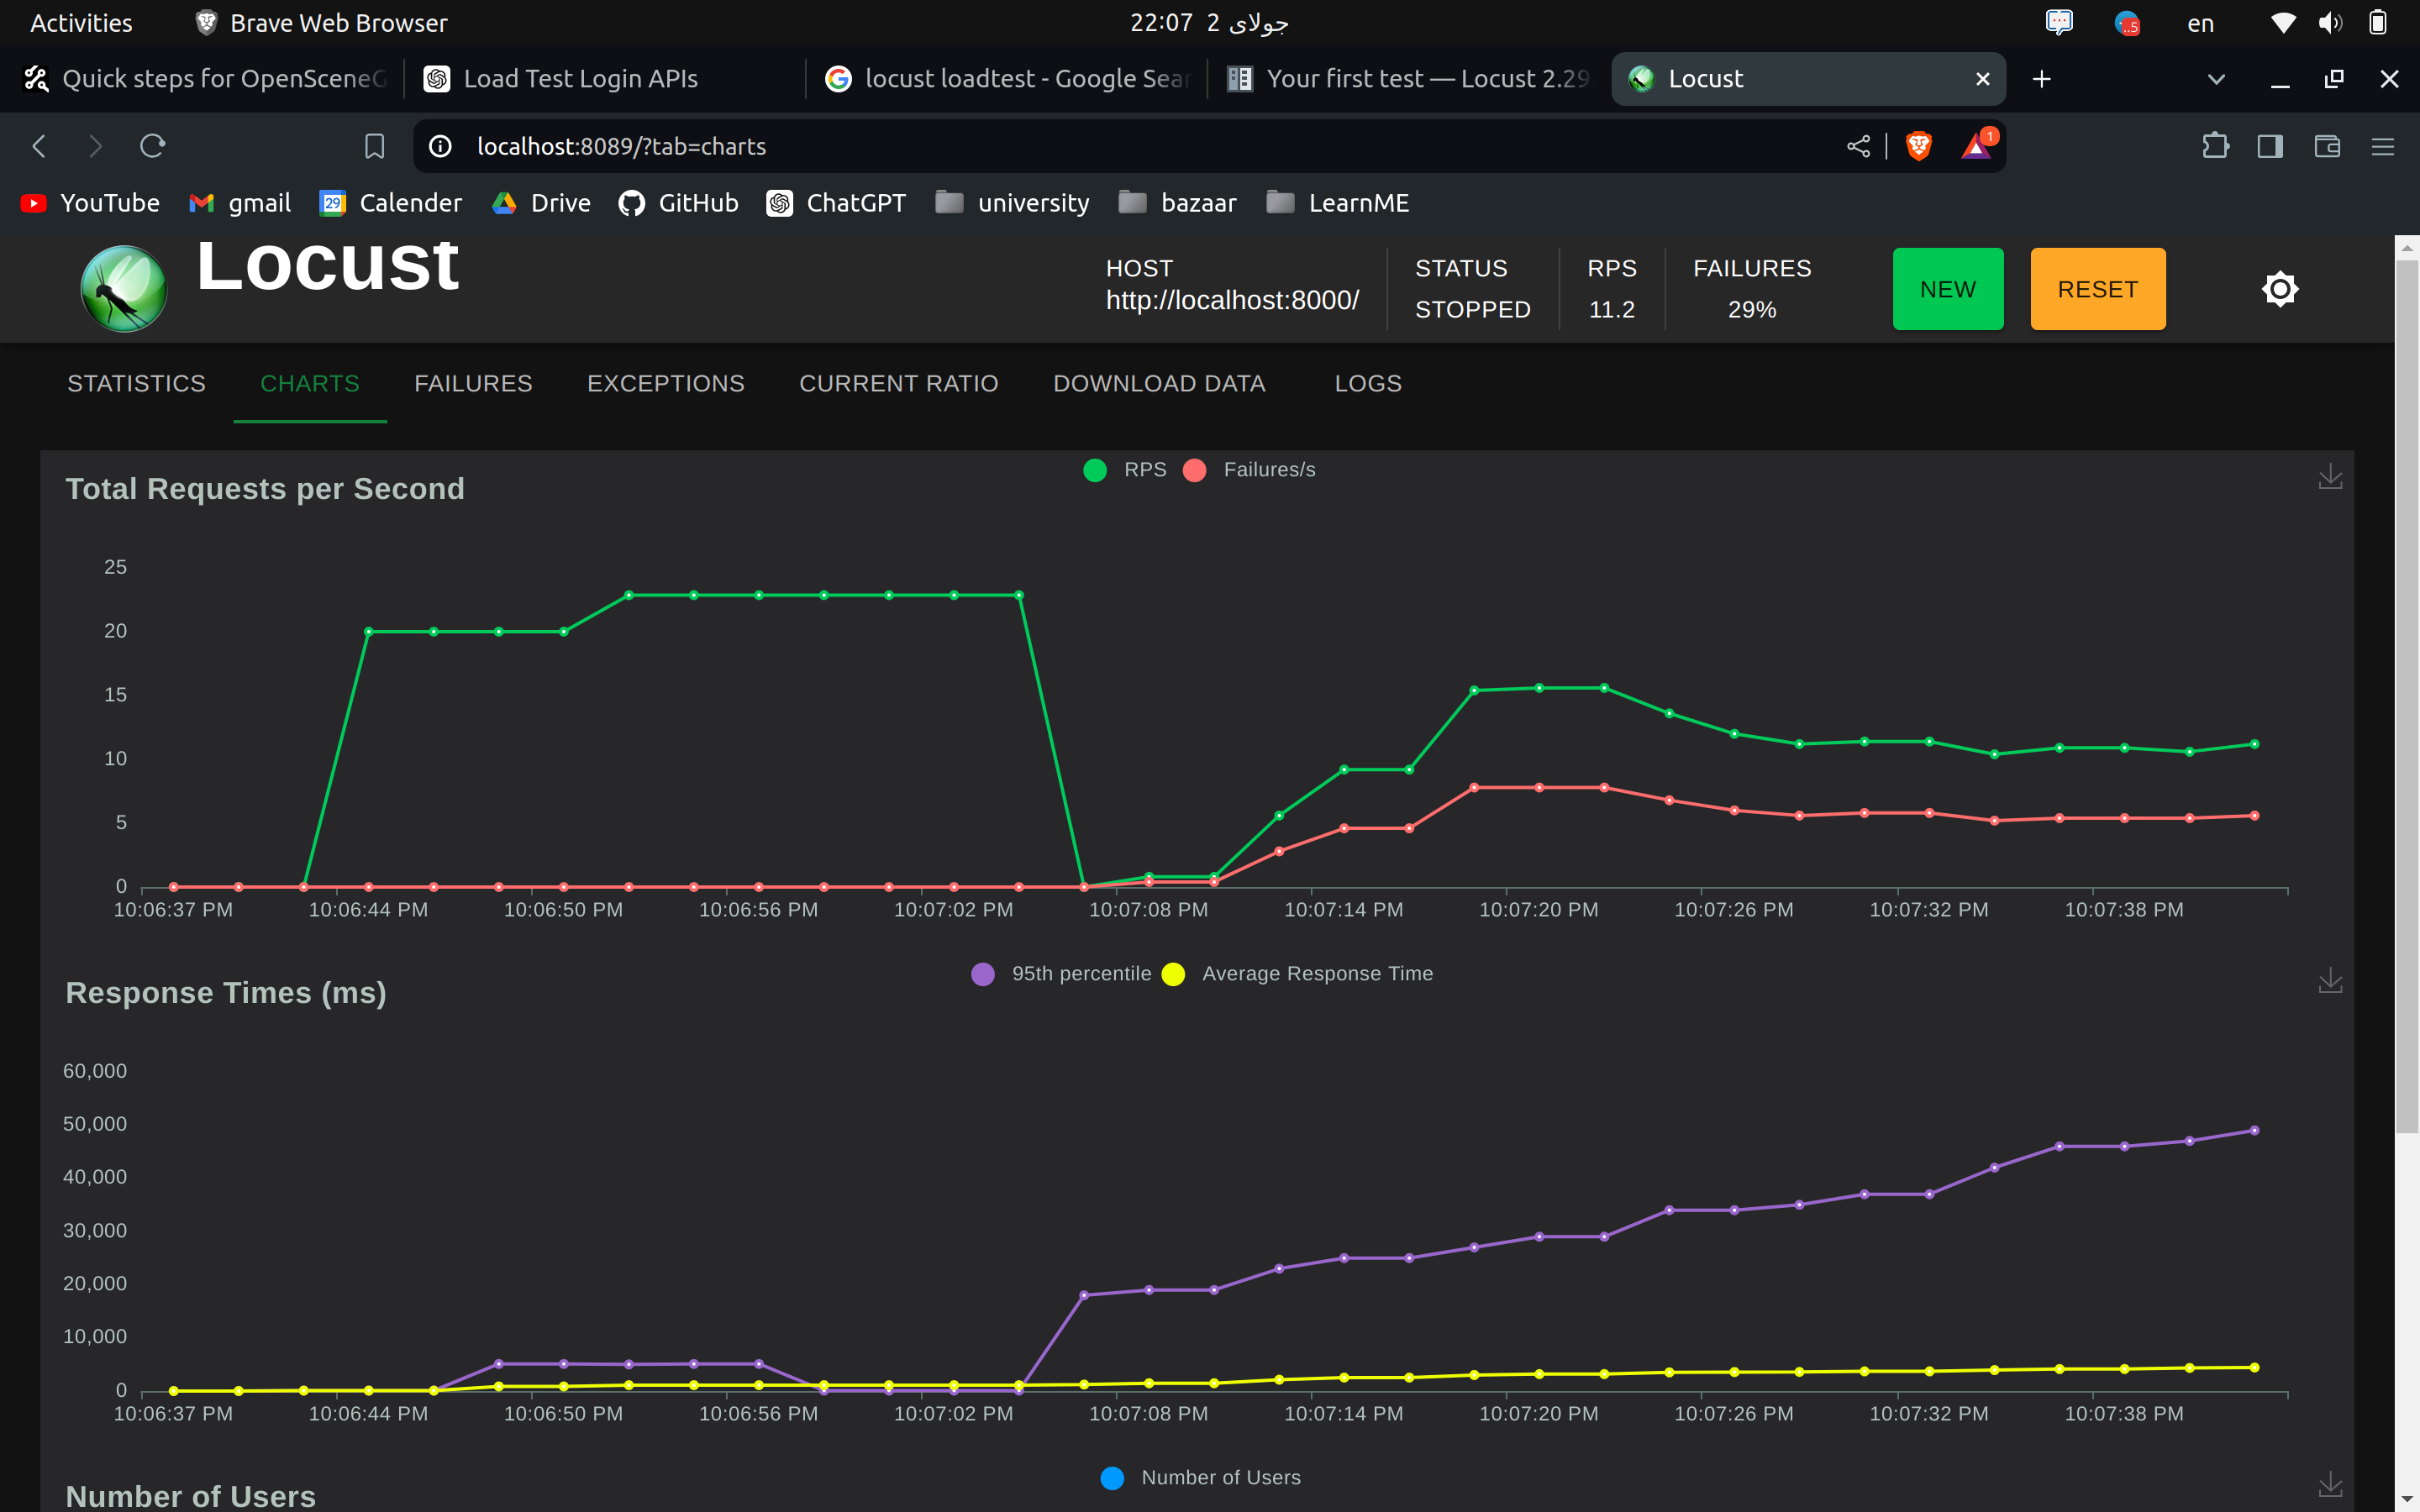 Activities Brave Web Browser 22:07 2 جولای en
Quick steps for OpenSceneG Load Test Login APIs locust loadtest - Google Sear Your first test — Locust 2.29 Locust
localhost:8089/?tab=charts 1
YouTube gmail Calender Drive GitHub ChatGPT university bazaar LearnME
Locust
HOST STATUS RPS FAILURES NEW RESET
http://localhost:8000/ STOPPED 11.2 29%
STATISTICS CHARTS FAILURES EXCEPTIONS CURRENT RATIO DOWNLOAD DATA LOGS
Total Requests per Second
RPS Failures/s
25
20
15
10
5
0
10:06:37 PM 10:06:44 PM 10:06:50 PM 10:06:56 PM 10:07:02 PM 10:07:08 PM 10:07:14 PM 10:07:20 PM 10:07:26 PM 10:07:32 PM 10:07:38 PM
Response Times (ms)
95th percentile Average Response Time
60,000
50,000
40,000
30,000
20,000
10,000
0
10:06:37 PM 10:06:44 PM 10:06:50 PM 10:06:56 PM 10:07:02 PM 10:07:08 PM 10:07:14 PM 10:07:20 PM 10:07:26 PM 10:07:32 PM 10:07:38 PM
Number of Users
Number of Users